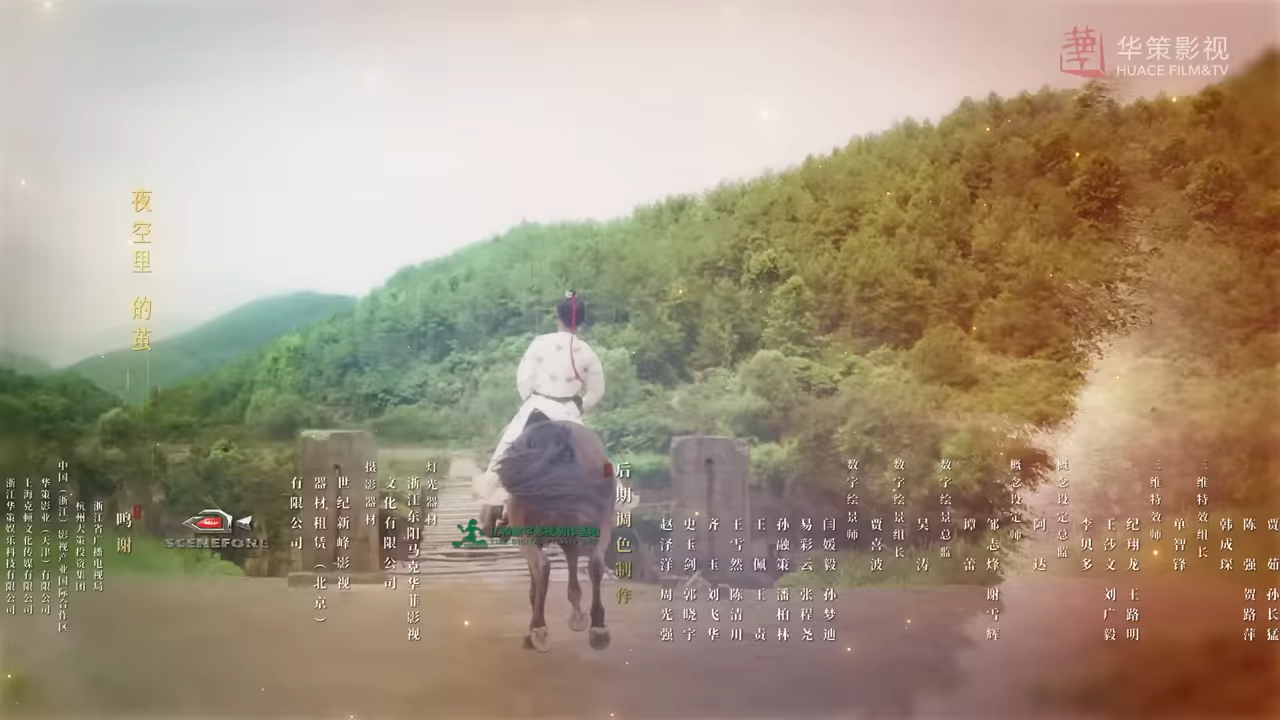 华策影视
HUACE FILM&TV
夜空里 的茧
贾 茹 孙长猛
陈 强 贺路萍
韩成琛
三维特效组长
单智锋
三维特效师
纪翔龙 王路明
王莎文 刘广毅
李贝多
概念设定总监
阿 达
概念设定师
邹志烽 谢雪辉
谭 蕾
数字绘景总监
吴 涛
数字绘景组长
贾喜波
数字绘景师
闫媛毅 孙梦迪
易彩云 张程尧
孙融策 潘柏林
王 佩 王 贞
王雪然 陈清川
齐 玉 刘飞华
史玉剑 郭晓宇
赵泽洋 周光强
后期调色制作
灯光器材
浙江东阳马克华菲影视
文化有限公司
摄影器材
世纪新峰影视
器材租赁（北京）
有限公司
SCENEFONE
鸣谢
浙江省广播电视局
杭州文策投资集团
中国（浙江）影视产业国际合作区
华策影业（天津）有限公司
上海克顿文化传媒有限公司
浙江华策娱乐科技有限公司